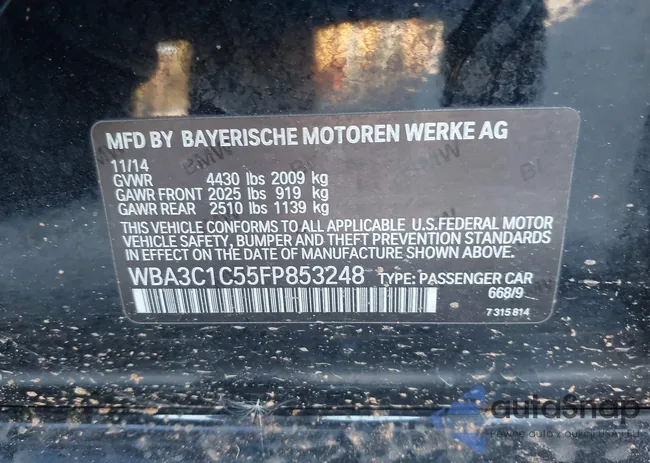 MFD BY BAYERISCHE MOTOREN WERKE AG
11/14
GVWR 4430 lbs 2009 kg
GAWR FRONT 2025 lbs 919 kg
GAWR REAR 2510 lbs 1139 kg
THIS VEHICLE CONFORMS TO ALL APPLICABLE U.S.FEDERAL MOTOR
VEHICLE SAFETY, BUMPER AND THEFT PREVENTION STANDARDS
IN EFFECT ON THE DATE OF MANUFACTURE SHOWN ABOVE.
WBA3C1C55FP853248 TYPE: PASSENGER CAR
668/9
7 315 814
autoSnap